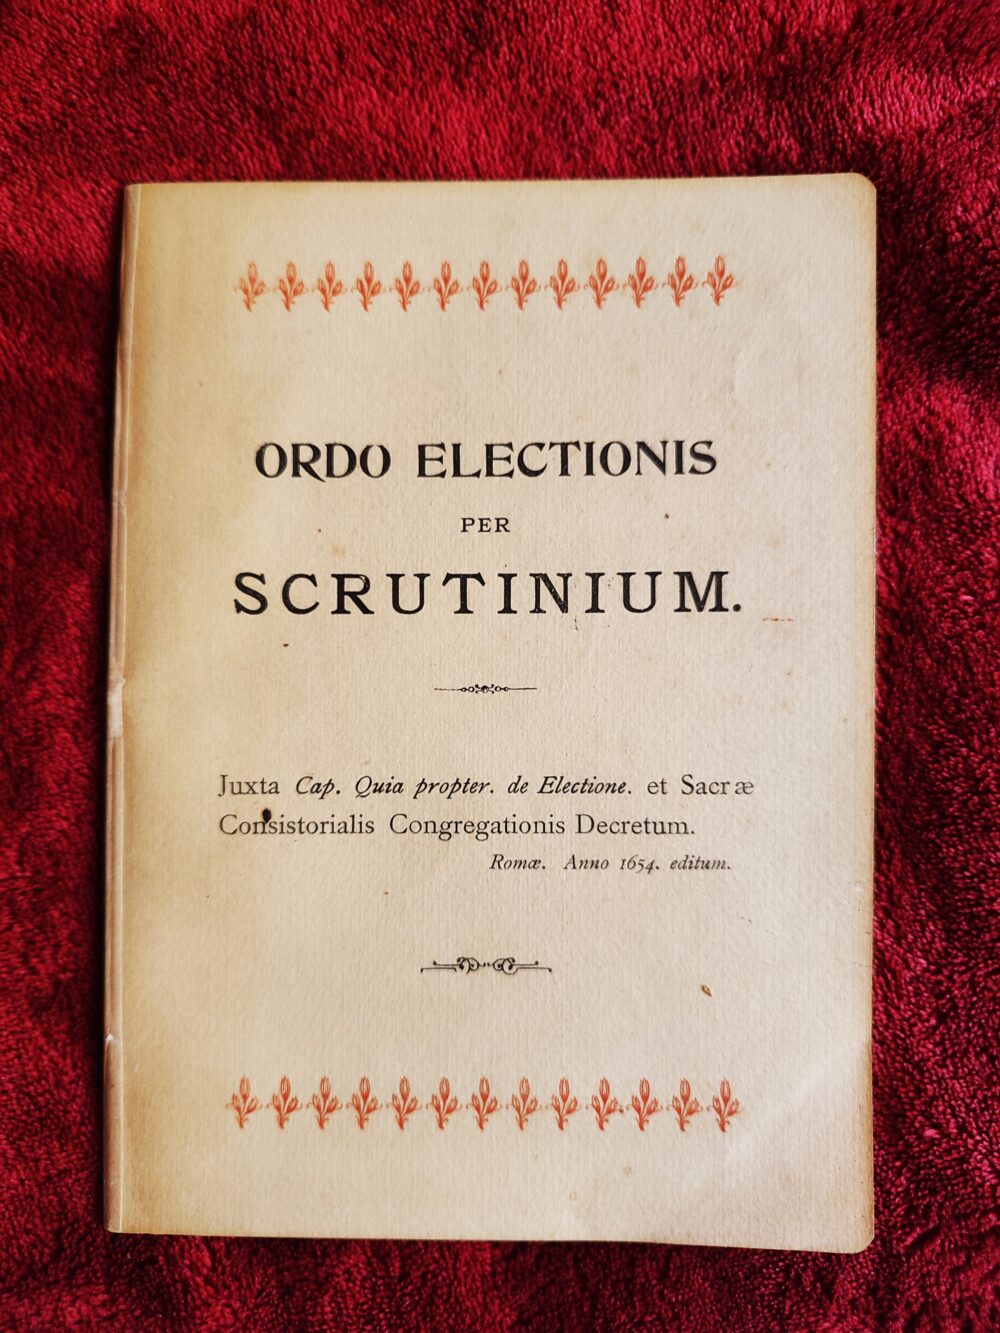 ORDO ELECTIONIS
PER
SCRUTINIUM.
Juxta Cap. Quia propter. de Electione. et Sacræ
Consistorialis Congregationis Decretum.
Romæ. Anno 1654. editum.